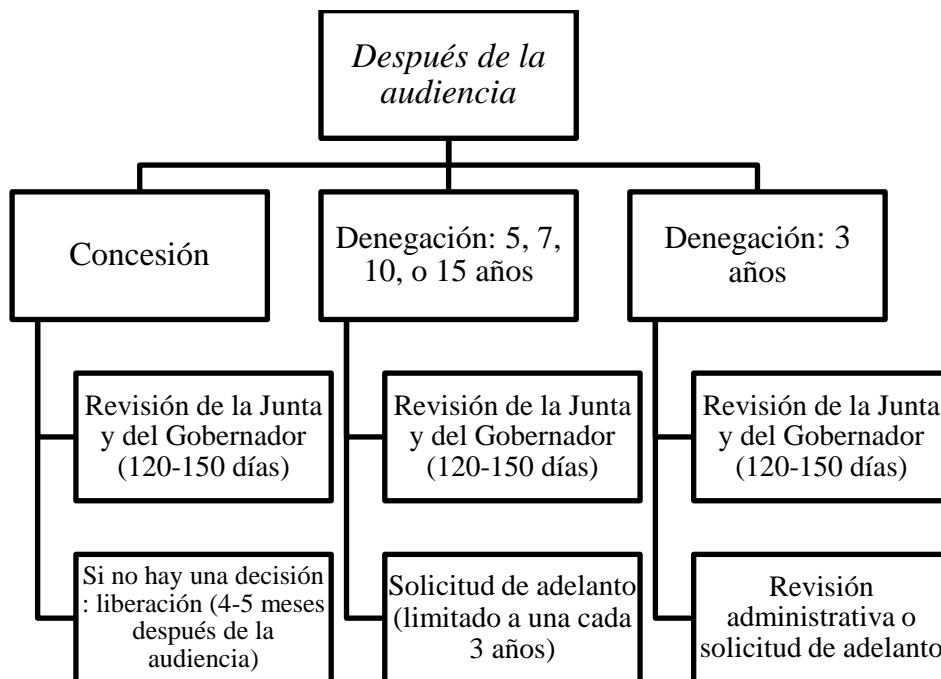 Después de la
audiencia
Concesión
Denegación: 5, 7,
10, o 15 años
Denegación: 3
años
Revisión de la Junta
y del Gobernador
(120-150 días)
Revisión de la Junta
y del Gobernador
(120-150 días)
Revisión de la Junta
y del Gobernador
(120-150 días)
Si no hay una decisión
: liberación (4-5 meses
después de la
audiencia)
Solicitud de adelanto
(limitado a una cada
3 años)
Revisión
administrativa o
solicitud de adelanto